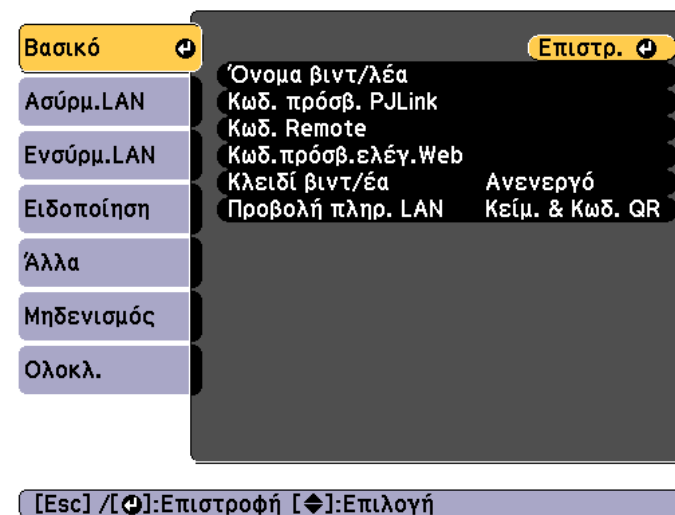 Βασικό
Ασύρμ.LAN
Ενσύρμ.LAN
Ειδοποίηση
Άλλα
Μηδενισμός
Ολοκλ.
Επιστρ.
Όνομα βιντ/λέα
Κωδ. πρόσβ. PJLink
Κωδ. Remote
Κωδ.πρόσβ.ελέγ.Web
Κλειδί βιντ/έα Ανενεργό
Προβολή πληρ. LAN Κείμ. & Κωδ. QR
[Esc] /[⏎]:Επιστροφή [◆]:Επιλογή